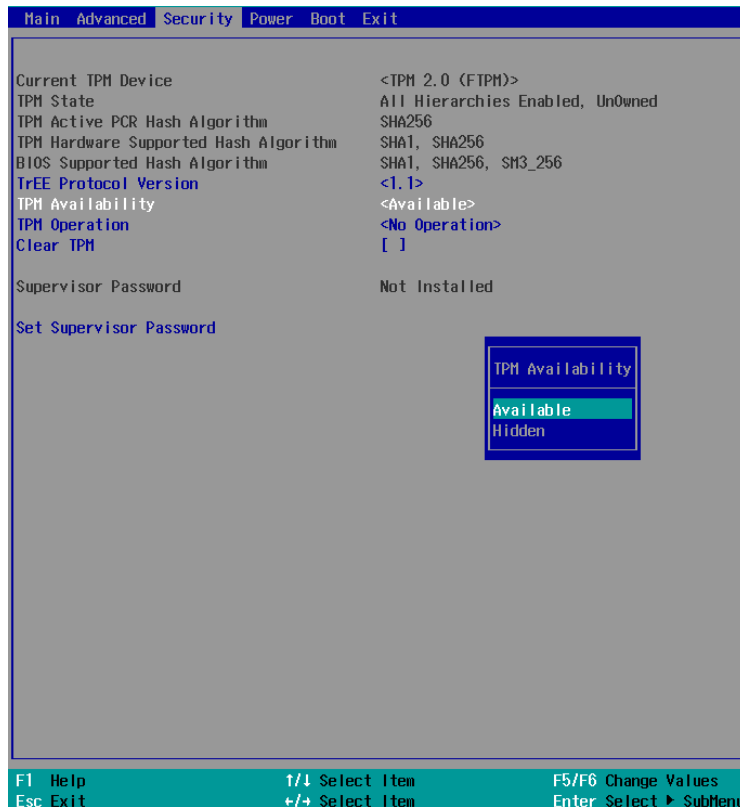 Main Advanced Security Power Boot Exit
Current TPM Device <TPM 2.0 (FTPM)>
TPM State All Hierarchies Enabled, UnOwned
TPM Active PCR Hash Algorithm SHA256
TPM Hardware Supported Hash Algorithm SHA1, SHA256
BIOS Supported Hash Algorithm SHA1, SHA256, SM3_256
TrEE Protocol Version <1.1>
TPM Availability <Available>
TPM Operation <No Operation>
Clear TPM [ ]
Supervisor Password Not Installed
Set Supervisor Password
TPM Availability
Available
Hidden
F1 Help ↑/↓ Select Item F5/F6 Change Values
Esc Exit ←/→ Select Item Enter Select ▶ SubMenu